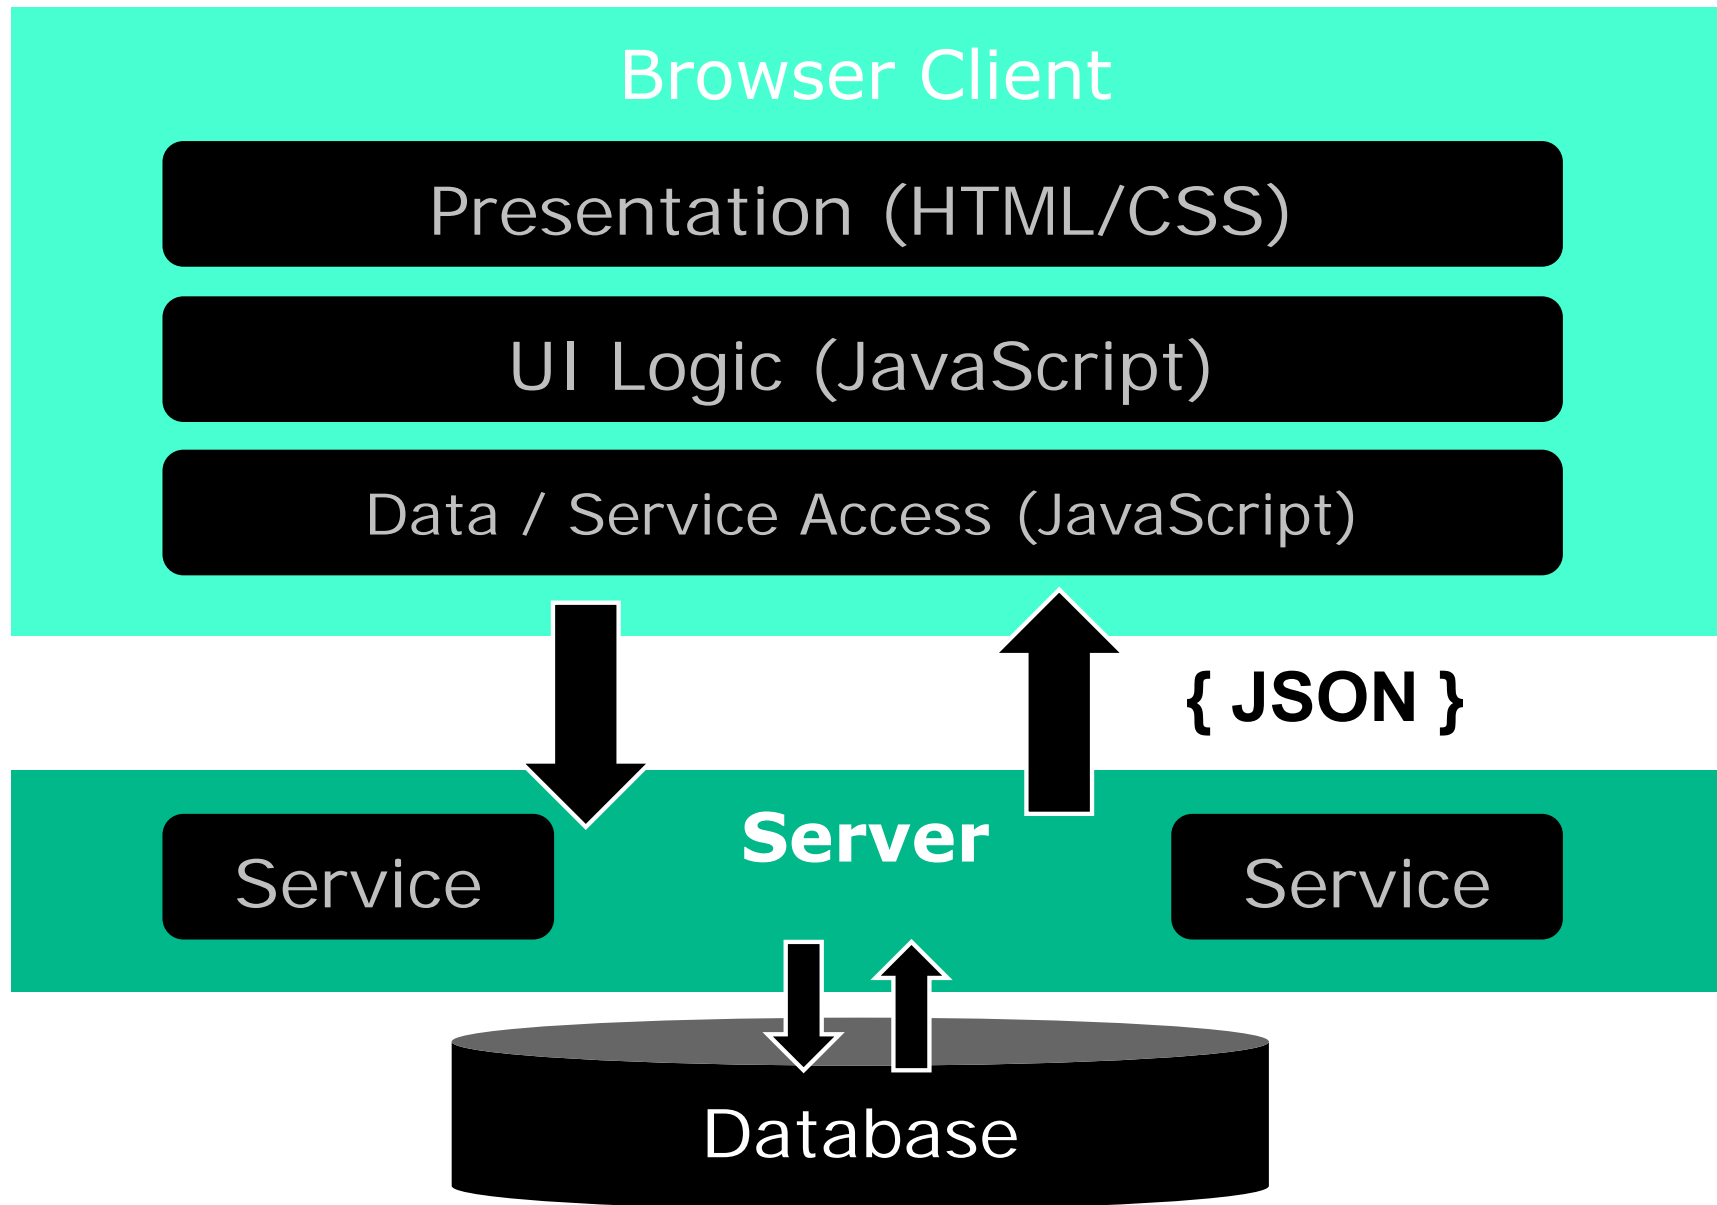 Browser Client
Presentation (HTML/CSS)
UI Logic (JavaScript)
Data / Service Access (JavaScript)
{ JSON }
Server
Service
Service
Database